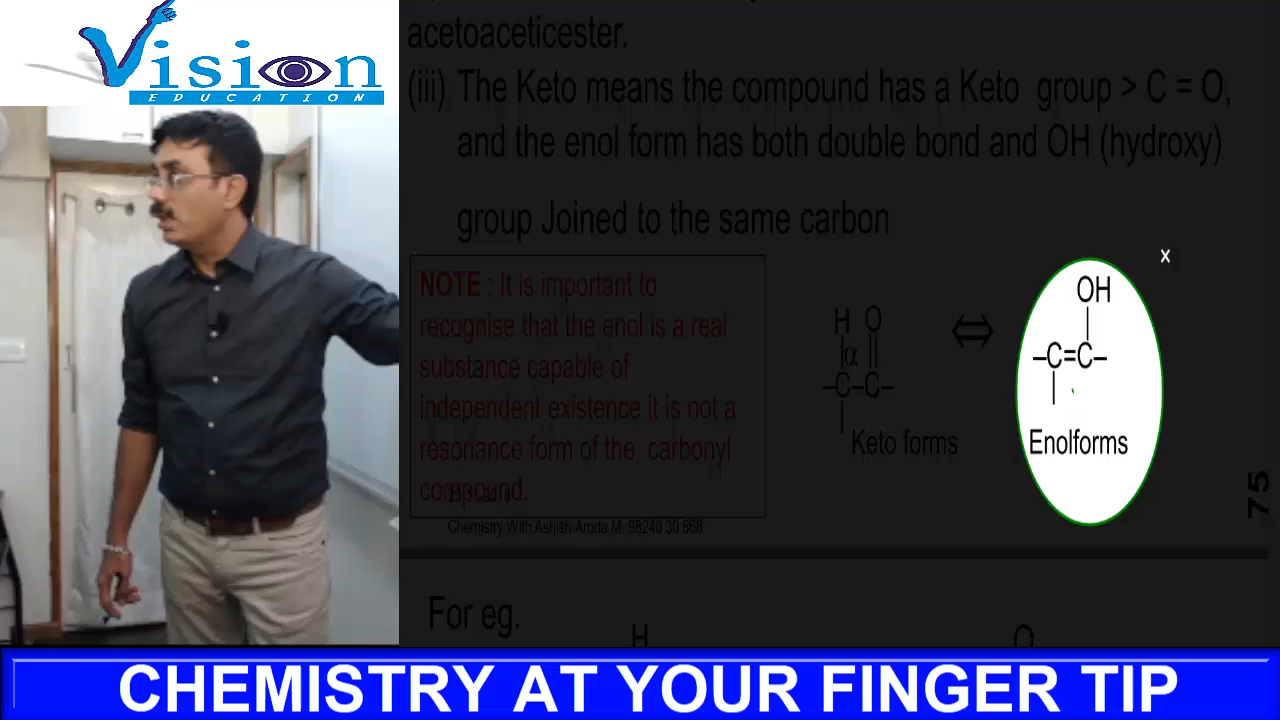 Vision
EDUCATION
acetoaceticester.
(iii) The Keto means the compound has a Keto group > C = O,
and the enol form has both double bond and OH (hydroxy)
group Joined to the same carbon
NOTE : It is important to
recognise that the enol is a real
substance capable of
independent existence it is not a
resonance form of the carbonyl
compound.
Chemistry With Ashish Aroda M. 98240 30 868
H O
α
–C–C–
Keto forms
⇔
x
OH
–C=C–
Enolforms
75
For eg.
H
O
CHEMISTRY AT YOUR FINGER TIP